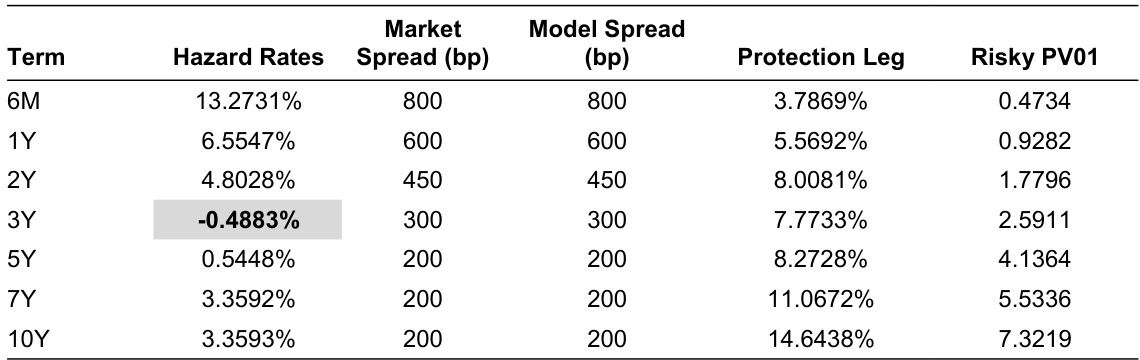 Term Hazard Rates Market Spread (bp) Model Spread (bp) Protection Leg Risky PV01
6M 13.2731% 800 800 3.7869% 0.4734
1Y 6.5547% 600 600 5.5692% 0.9282
2Y 4.8028% 450 450 8.0081% 1.7796
3Y -0.4883% 300 300 7.7733% 2.5911
5Y 0.5448% 200 200 8.2728% 4.1364
7Y 3.3592% 200 200 11.0672% 5.5336
10Y 3.3593% 200 200 14.6438% 7.3219